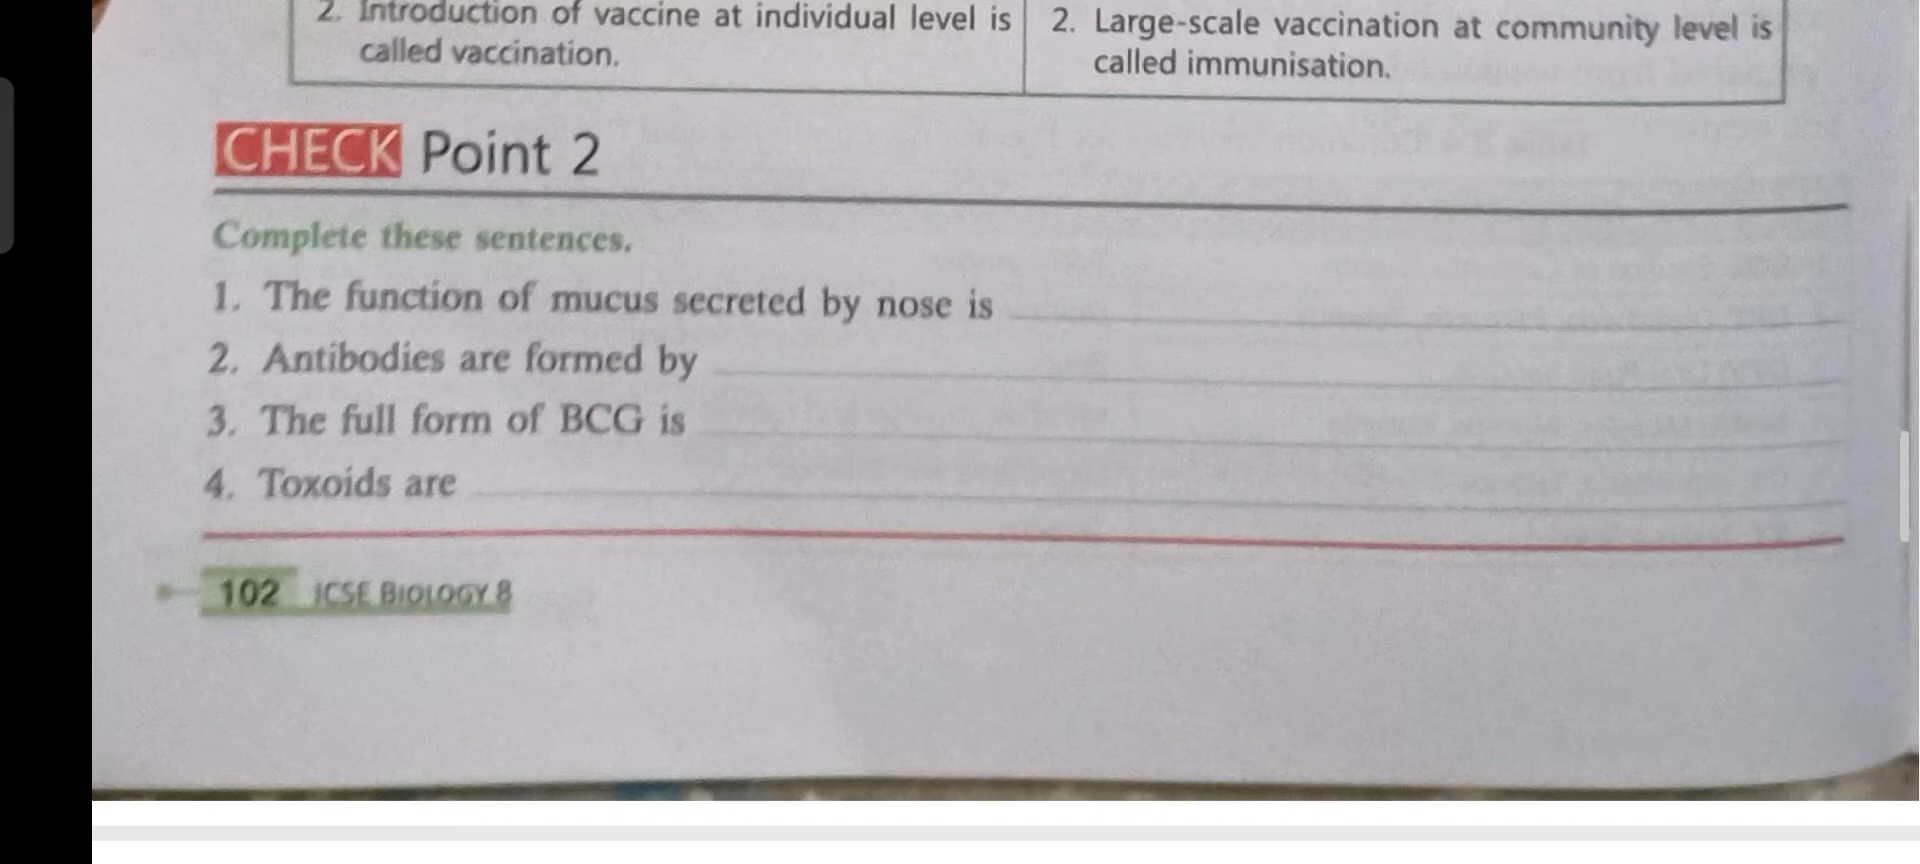 2. Introduction of vaccine at individual level is
called vaccination.
2. Large-scale vaccination at community level is
called immunisation.
CHECK Point 2
Complete these sentences.
1. The function of mucus secreted by nose is
2. Antibodies are formed by
3. The full form of BCG is
4. Toxoids are
102 ICSE BIOLOGY 8